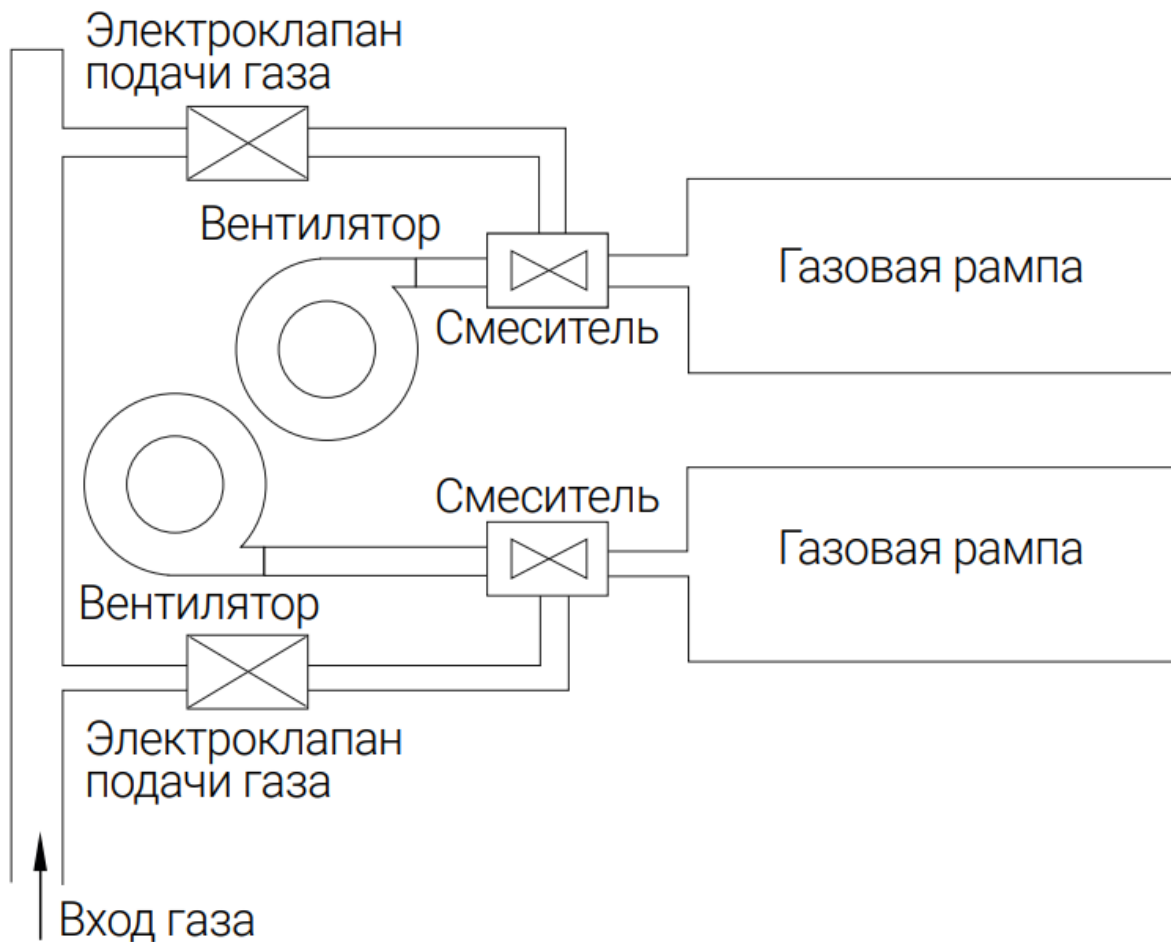 Электроклапан
подачи газа
Вентилятор
Газовая рампа
Смеситель
Смеситель
Газовая рампа
Вентилятор
Электроклапан
подачи газа
Вход газа